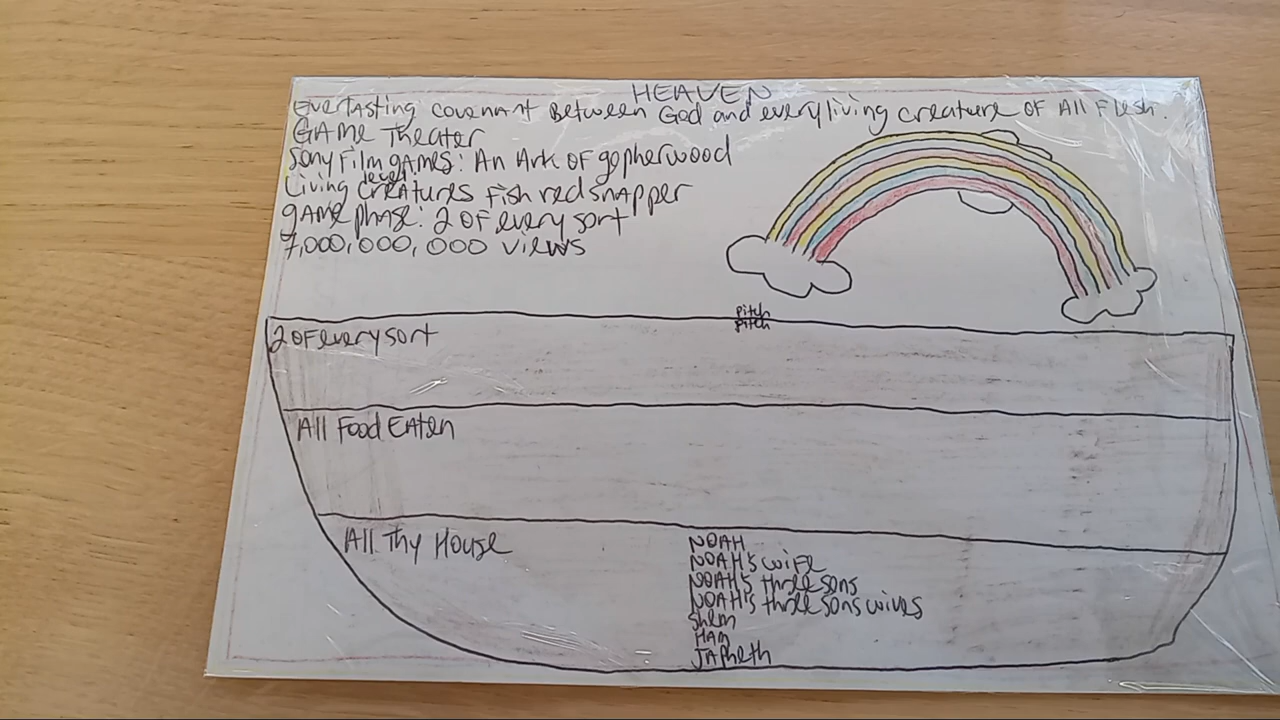 HEAVEN
Everlasting covenant Between God and every living creature of All Flesh.
GAme Theater
Sony Film games: An Ark of gopherwood
level
Living creatures Fish red snapper
game phase: 2 of every sort
7,000,000,000 views
pitch
pitch
2 of every sort
All Food Eaten
All Thy House
NOAH
NOAH's wife
NOAH's three sons
NOAH's three sons wives
Shem
HAM
JApheth